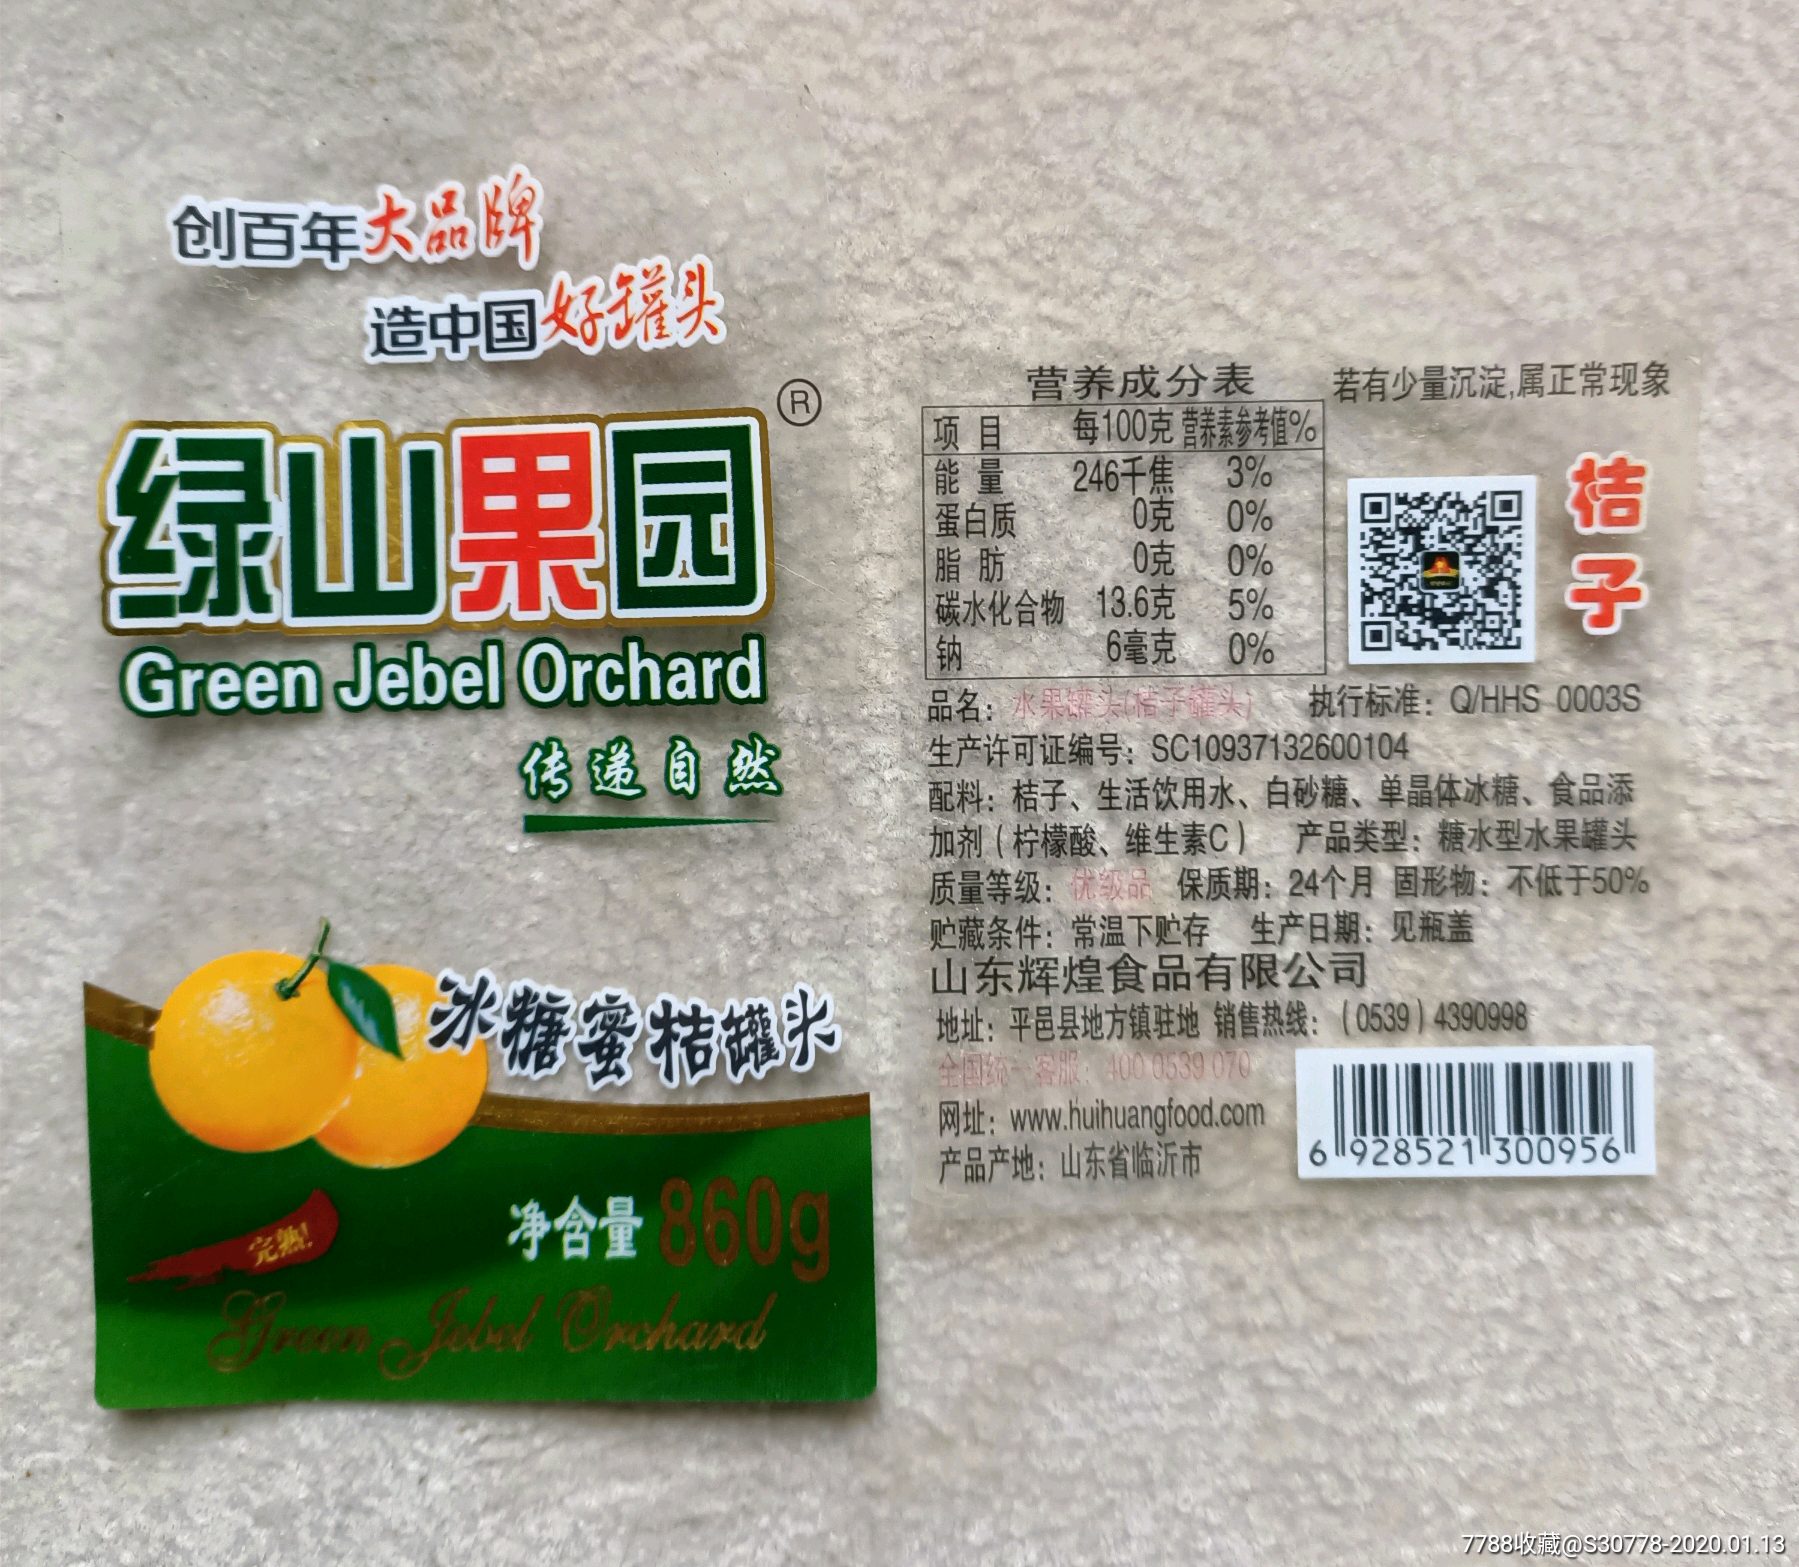 创百年大品牌
造中国好罐头
®
绿山果园
Green Jebel Orchard
传递自然
冰糖蜜桔罐头
净含量 860g
完熟!
Green Jebel Orchard
营养成分表
项目 每100克 营养素参考值%
能量 246千焦 3%
蛋白质 0克 0%
脂肪 0克 0%
碳水化合物 13.6克 5%
钠 6毫克 0%
若有少量沉淀,属正常现象
桔子
品名：水果罐头(桔子罐头) 执行标准：Q/HHS 0003S
生产许可证编号：SC10937132600104
配料：桔子、生活饮用水、白砂糖、单晶体冰糖、食品添
加剂（柠檬酸、维生素C） 产品类型：糖水型水果罐头
质量等级：优级品 保质期：24个月 固形物：不低于50%
贮藏条件：常温下贮存 生产日期：见瓶盖
山东辉煌食品有限公司
地址：平邑县地方镇驻地 销售热线：（0539）4390998
全国统一客服：400 0539 070
网址：www.huihuangfood.com
产品产地：山东省临沂市
6 928521 300956
7788收藏@S30778-2020.01.13